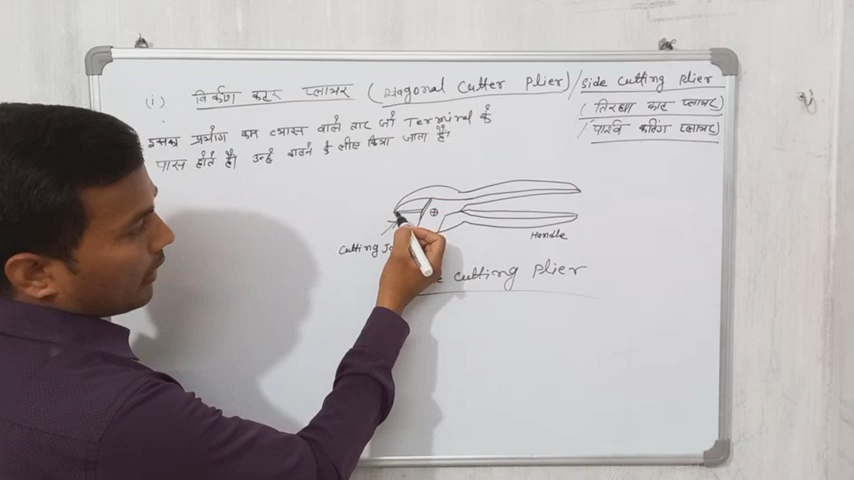 (i) विकर्ण कटर प्लायर (Diagonal Cutter Plier) / Side Cutting Plier
(तिरछा काट प्लायर)
/ पार्श्व कटिंग प्लायर)
इसका प्रयोग कम व्यास वाले तार जो Terminal के
पास होते हैं। उन्हें काटने के लीए किया जाता है।
Cutting
Handle
Cutting Plier